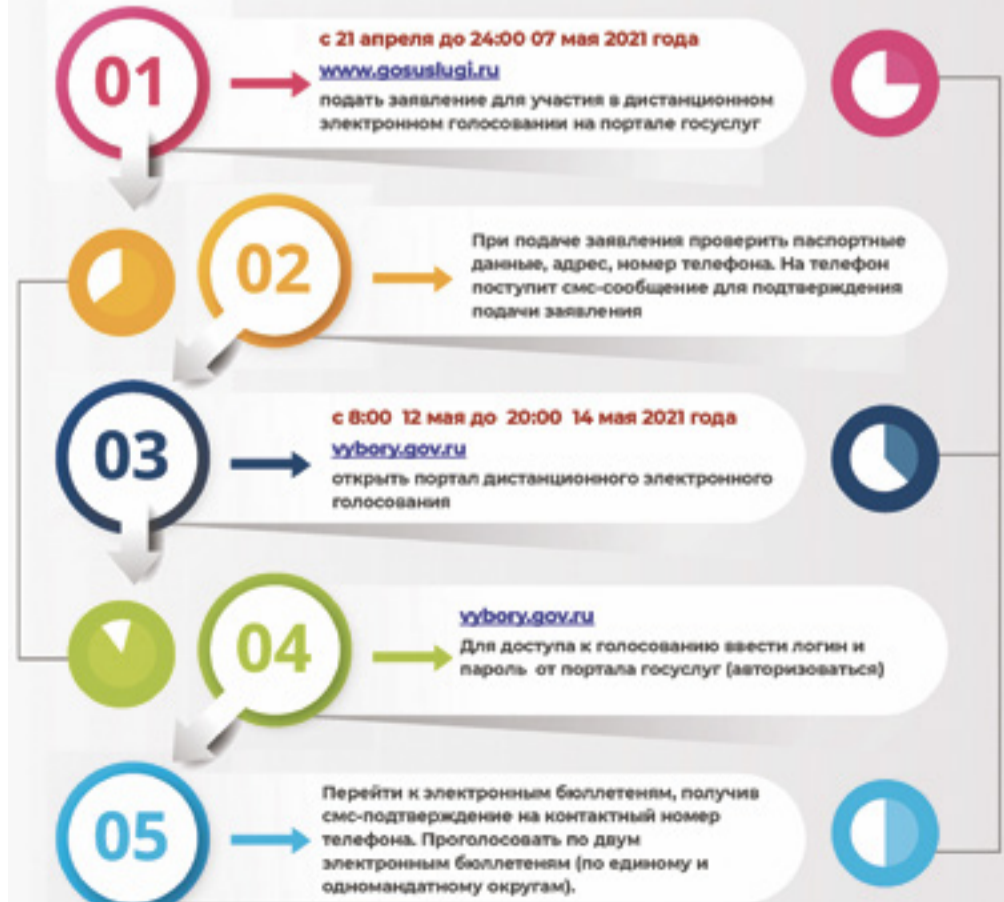 01
с 21 апреля до 24:00 07 мая 2021 года
www.gosuslugi.ru
подать заявление для участия в дистанционном
электронном голосовании на портале госуслуг
02
При подаче заявления проверить паспортные
данные, адрес, номер телефона. На телефон
поступит смс-сообщение для подтверждения
подачи заявления
03
с 8:00 12 мая до 20:00 14 мая 2021 года
vybory.gov.ru
открыть портал дистанционного электронного
голосования
04
vybory.gov.ru
Для доступа к голосованию ввести логин и
пароль от портала госуслуг (авторизоваться)
05
Перейти к электронным бюллетеням, получив
смс-подтверждение на контактный номер
телефона. Проголосовать по двум
электронным бюллетеням (по единому и
одномандатному округам).